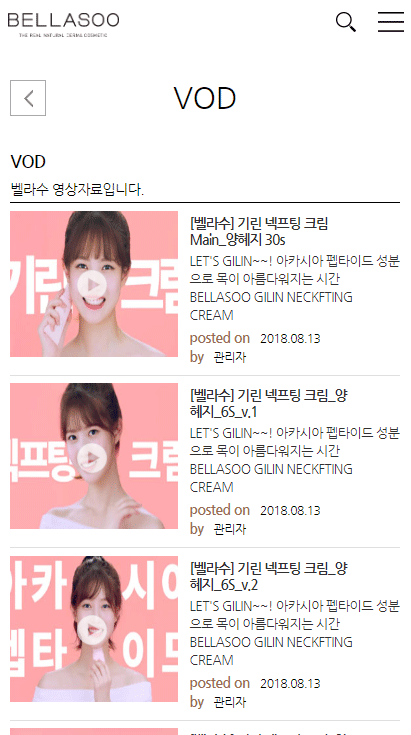 BELLASOO
THE REAL NATURAL DERMA COSMETIC
VOD
VOD
벨라수 영상자료입니다.
기린 크림
[벨라수] 기린 넥프팅 크림
Main_양혜지 30s
LET'S GILIN~~! 아카시아 펩타이드 성분
으로 목이 아름다워지는 시간
BELLASOO GILIN NECKFTING
CREAM
posted on 2018.08.13
by 관리자
넥프팅 크림
[벨라수] 기린 넥프팅 크림_양
혜지_6S_v.1
LET'S GILIN~~! 아카시아 펩타이드 성분
으로 목이 아름다워지는 시간
BELLASOO GILIN NECKFTING
CREAM
posted on 2018.08.13
by 관리자
아카시아
펩타이드
[벨라수] 기린 넥프팅 크림_양
혜지_6S_v.2
LET'S GILIN~~! 아카시아 펩타이드 성분
으로 목이 아름다워지는 시간
BELLASOO GILIN NECKFTING
CREAM
posted on 2018.08.13
by 관리자